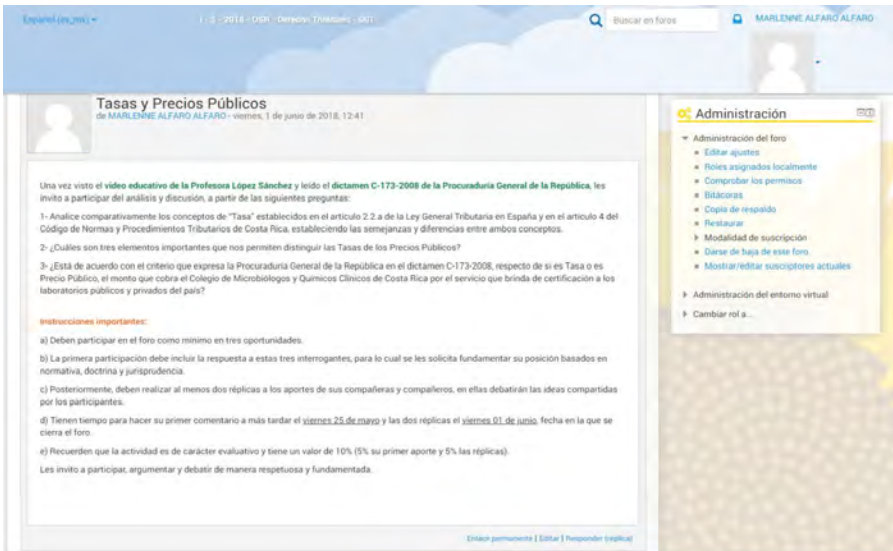 Español (es_mx)
I - S - 2018 - OSN - Derecho Tributario - 001
Buscar en foros
MARLENNE ALFARO ALFARO
Tasas y Precios Públicos
de MARLENNE ALFARO ALFARO - viernes, 1 de junio de 2018, 12:41
Una vez visto el video educativo de la Profesora López Sánchez y leído el dictamen C-173-2008 de la Procuraduría General de la República, les
invito a participar del análisis y discusión, a partir de las siguientes preguntas:
1- Analice comparativamente los conceptos de "Tasa" establecidos en el artículo 2.2.a de la Ley General Tributaria en España y en el artículo 4 del
Código de Normas y Procedimientos Tributarios de Costa Rica, estableciendo las semejanzas y diferencias entre ambos conceptos.
2- ¿Cuáles son tres elementos importantes que nos permiten distinguir las Tasas de los Precios Públicos?
3- ¿Está de acuerdo con el criterio que expresa la Procuraduría General de la República en el dictamen C-173-2008, respecto de si es Tasa o es
Precio Público, el monto que cobra el Colegio de Microbiólogos y Químicos Clínicos de Costa Rica por el servicio que brinda de certificación a los
laboratorios públicos y privados del país?
Instrucciones importantes:
a) Deben participar en el foro como mínimo en tres oportunidades.
b) La primera participación debe incluir la respuesta a estas tres interrogantes, para lo cual se les solicita fundamentar su posición basados en
normativa, doctrina y jurisprudencia.
c) Posteriormente, deben realizar al menos dos réplicas a los aportes de sus compañeras y compañeros, en ellas debatirán las ideas compartidas
por los participantes.
d) Tienen tiempo para hacer su primer comentario a más tardar el viernes 25 de mayo y las dos réplicas el viernes 01 de junio, fecha en la que se
cierra el foro.
e) Recuerden que la actividad es de carácter evaluativo y tiene un valor de 10% (5% su primer aporte y 5% las réplicas).
Les invito a participar, argumentar y debatir de manera respetuosa y fundamentada.
Enlace permanente | Editar | Responder (réplica)
Administración
Administración del foro
Editar ajustes
Roles asignados localmente
Comprobar los permisos
Bitácoras
Copia de respaldo
Restaurar
Modalidad de suscripción
Darse de baja de este foro
Mostrar/editar suscriptores actuales
Administración del entorno virtual
Cambiar rol a...